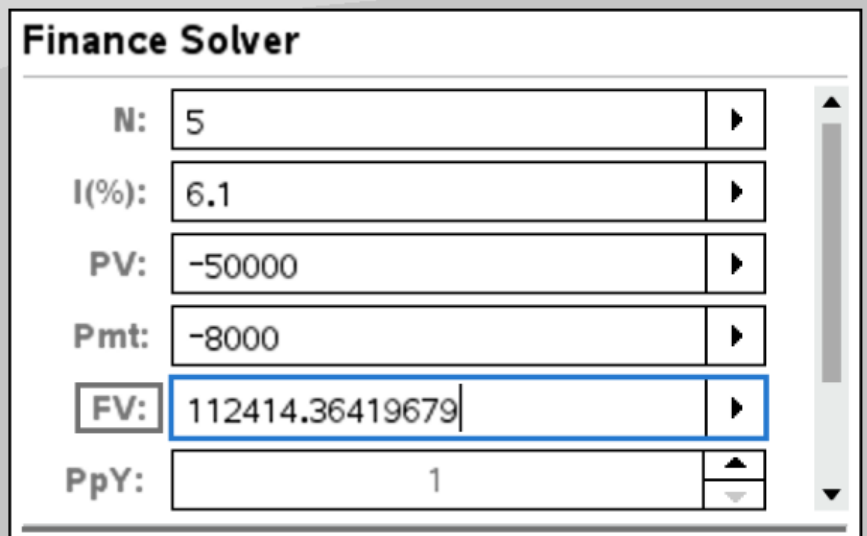 Finance Solver
N: 5
I(%): 6.1
PV: -50000
Pmt: -8000
FV: 112414.36419679
PpY: 1